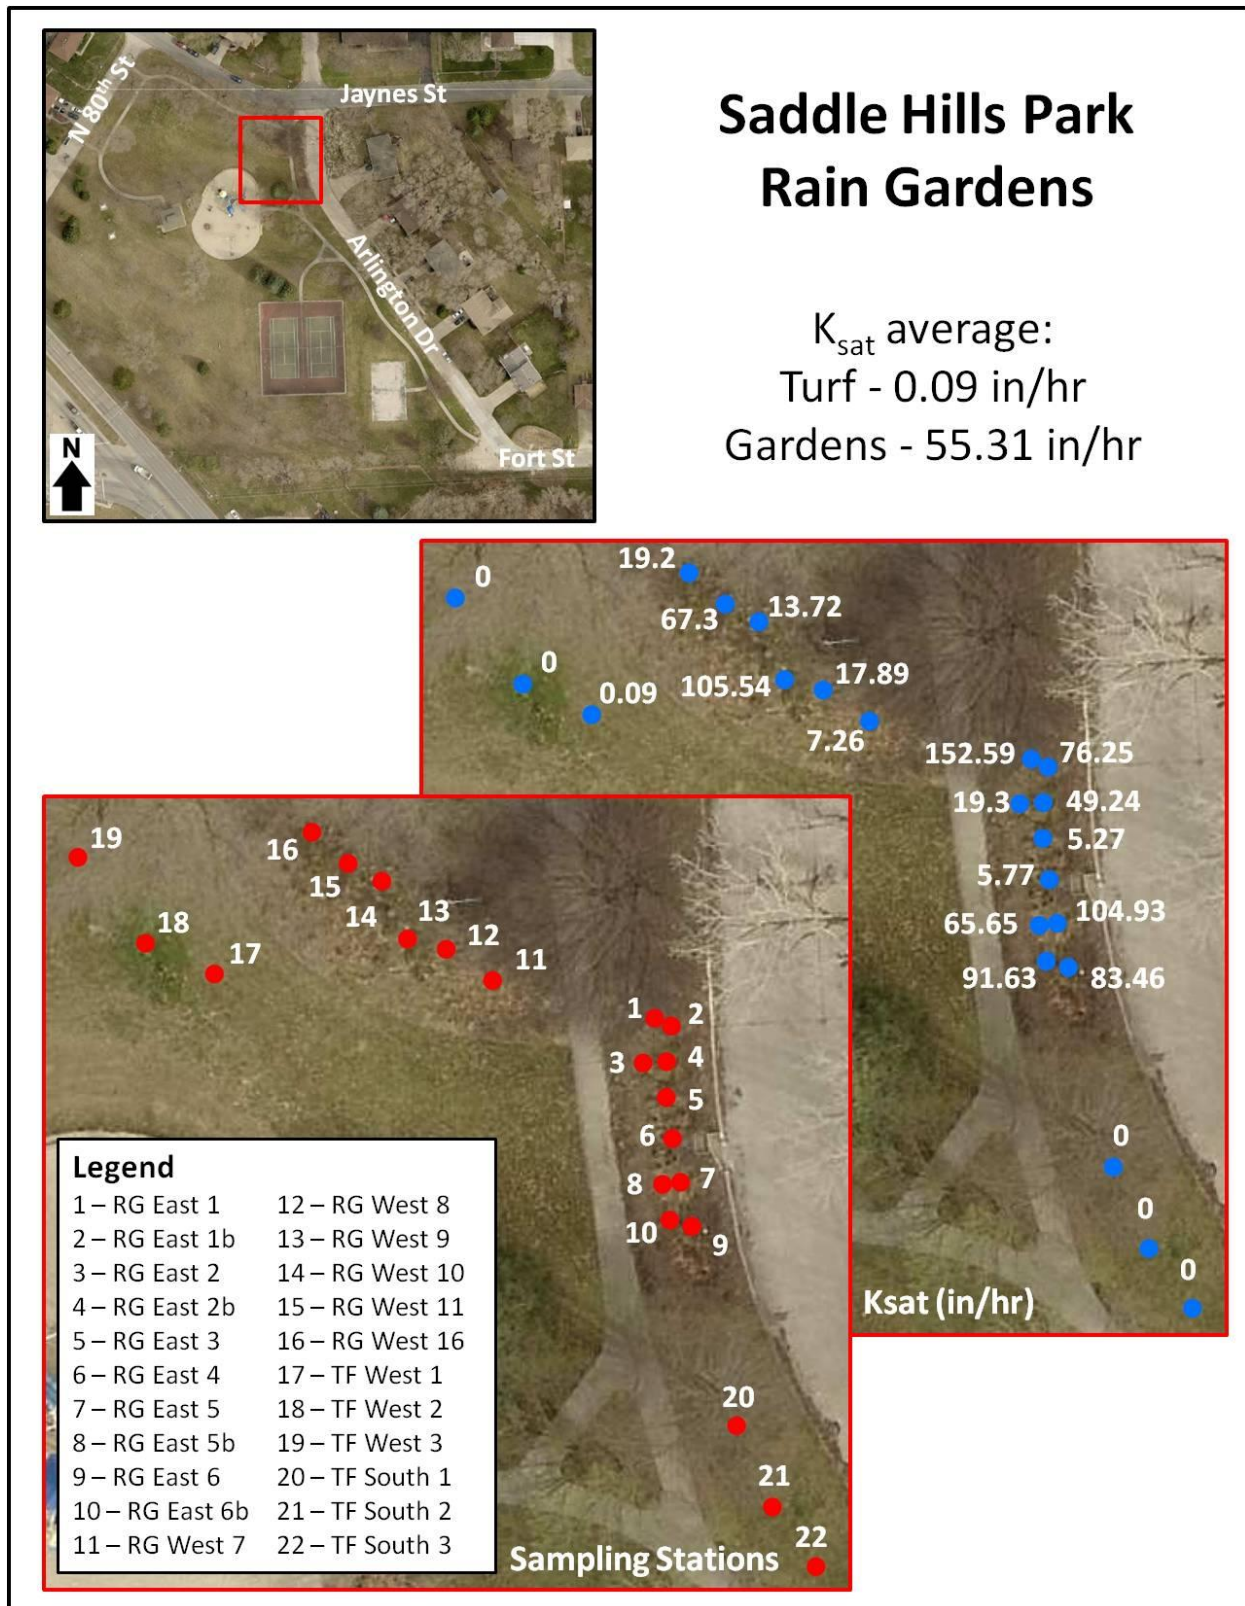 N 80th St
Jaynes St
Arlington Dr
Fort St
N
Saddle Hills Park
Rain Gardens
Ksat average:
Turf - 0.09 in/hr
Gardens - 55.31 in/hr
0
19.2
67.3
13.72
0
0.09
105.54
17.89
7.26
152.59
76.25
19.3
49.24
5.27
5.77
65.65
104.93
91.63
83.46
0
0
0
Ksat (in/hr)
19
16
15
14
18
17
13
12
11
1
2
3
4
5
6
8
7
10
9
20
21
22
Sampling Stations
Legend
1 – RG East 1
2 – RG East 1b
3 – RG East 2
4 – RG East 2b
5 – RG East 3
6 – RG East 4
7 – RG East 5
8 – RG East 5b
9 – RG East 6
10 – RG East 6b
11 – RG West 7
12 – RG West 8
13 – RG West 9
14 – RG West 10
15 – RG West 11
16 – RG West 16
17 – TF West 1
18 – TF West 2
19 – TF West 3
20 – TF South 1
21 – TF South 2
22 – TF South 3